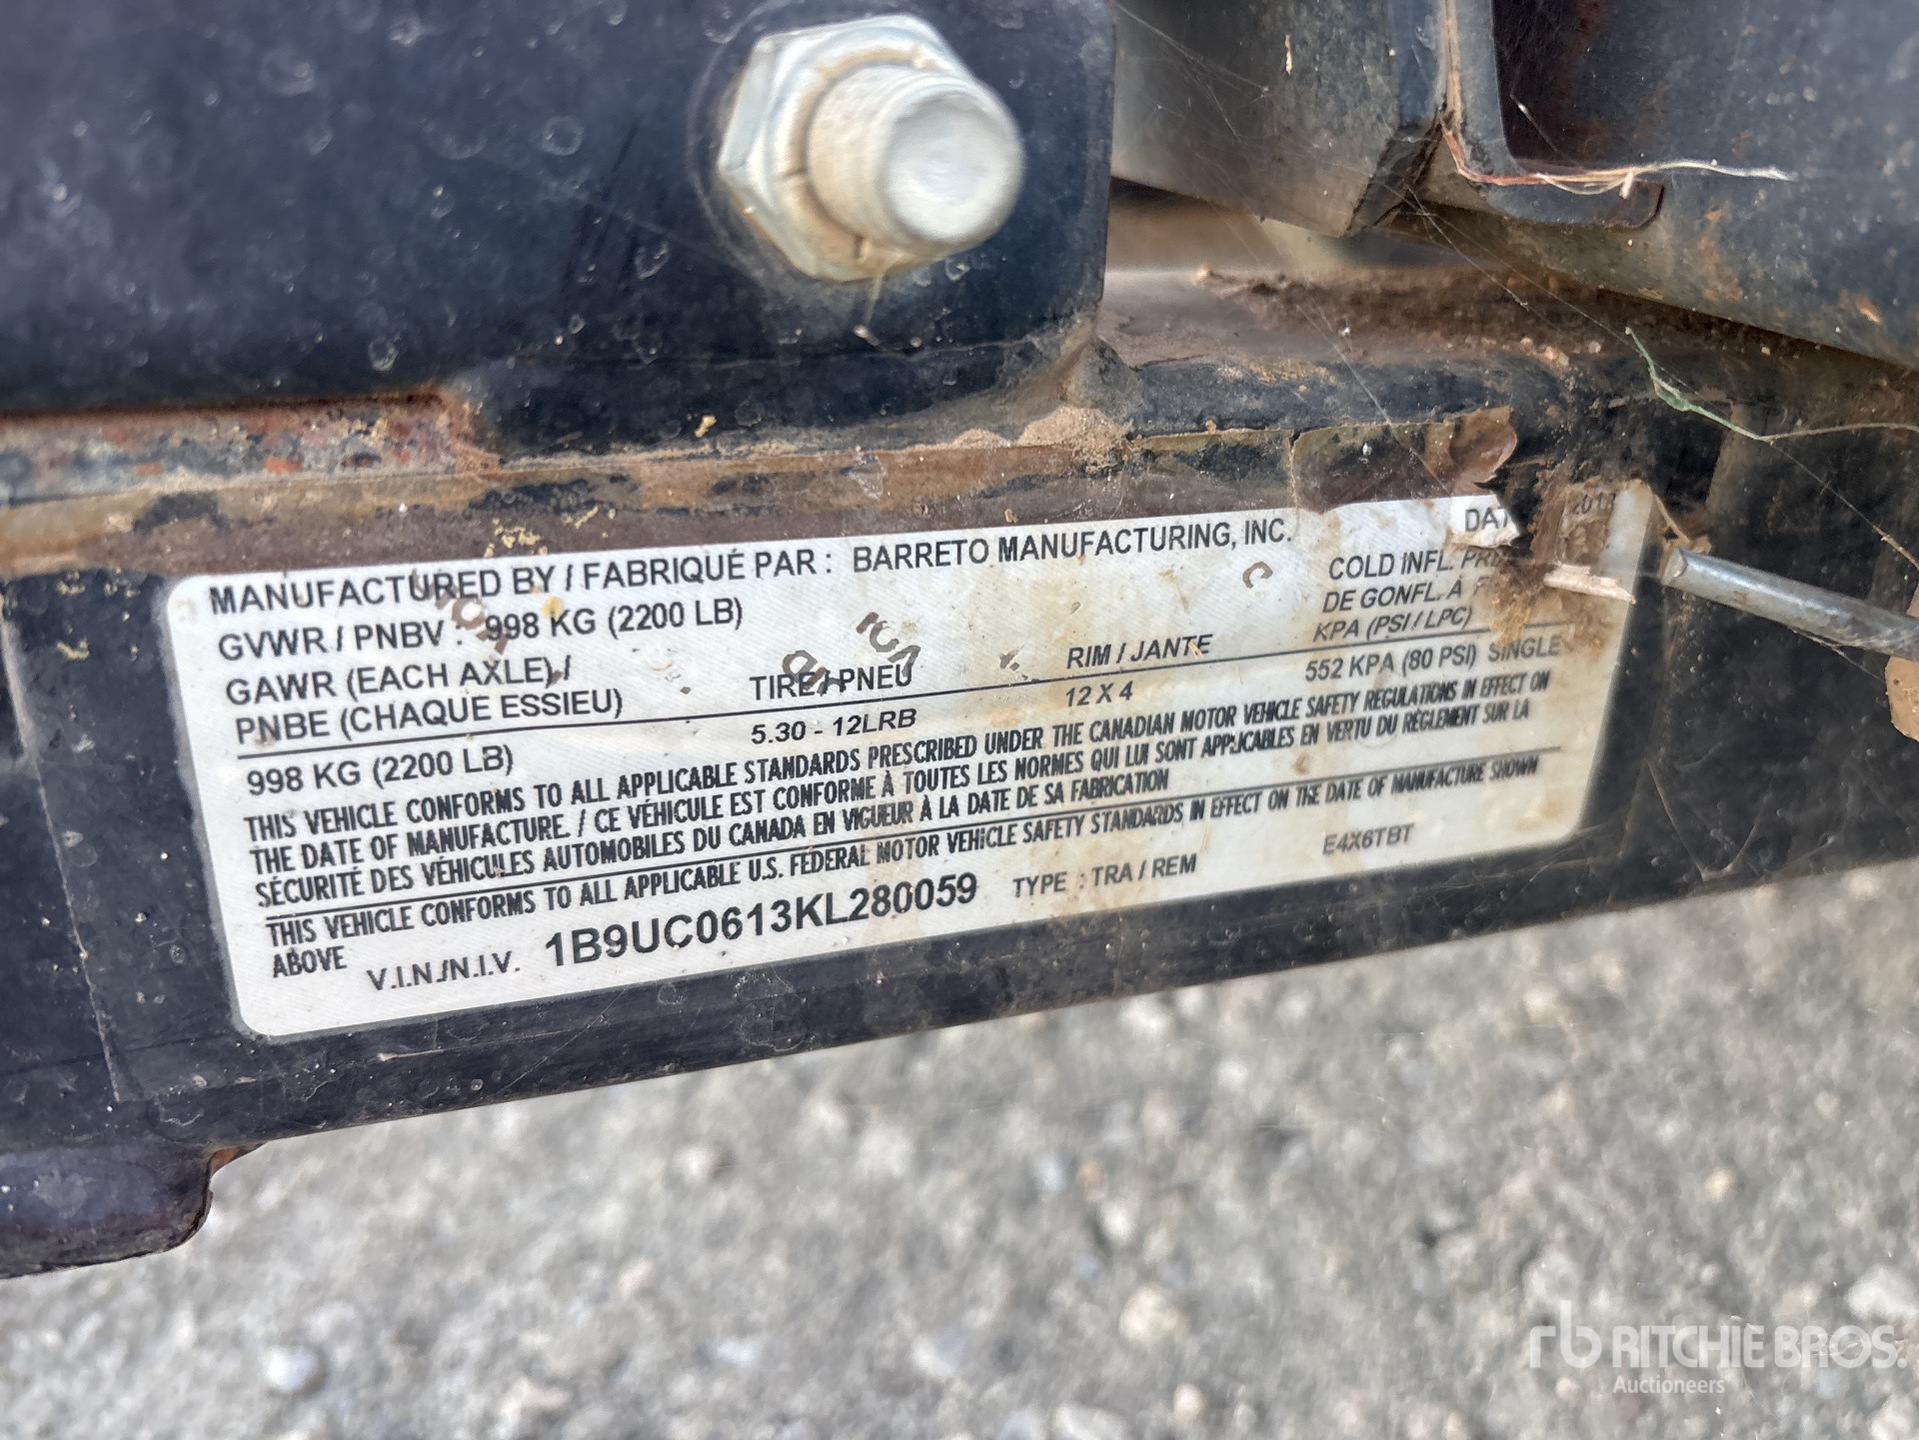 MANUFACTURED BY / FABRIQUÉ PAR : BARRETO MANUFACTURING, INC.
GVWR / PNBV : 998 KG (2200 LB)
GAWR (EACH AXLE) /
PNBE (CHAQUE ESSIEU)
TIRE / PNEU
RIM / JANTE
COLD INFL.
DE GONFL. À
KPA (PSI / LPC)
998 KG (2200 LB)
5.30 - 12LRB
12 X 4
552 KPA (80 PSI) SINGLE
THIS VEHICLE CONFORMS TO ALL APPLICABLE STANDARDS PRESCRIBED UNDER THE CANADIAN MOTOR VEHICLE SAFETY REGULATIONS IN EFFECT ON
THE DATE OF MANUFACTURE. / CE VÉHICULE EST CONFORME À TOUTES LES NORMES QUI LUI SONT APPLICABLES EN VERTU DU RÈGLEMENT SUR LA
SÉCURITÉ DES VÉHICULES AUTOMOBILES DU CANADA EN VIGUEUR À LA DATE DE SA FABRICATION
THIS VEHICLE CONFORMS TO ALL APPLICABLE U.S. FEDERAL MOTOR VEHICLE SAFETY STANDARDS IN EFFECT ON THE DATE OF MANUFACTURE SHOWN
ABOVE
V.I.N./N.I.V. 1B9UC0613KL280059 TYPE : TRA / REM E4X6TBT
rb RITCHIE BROS.
Auctioneers